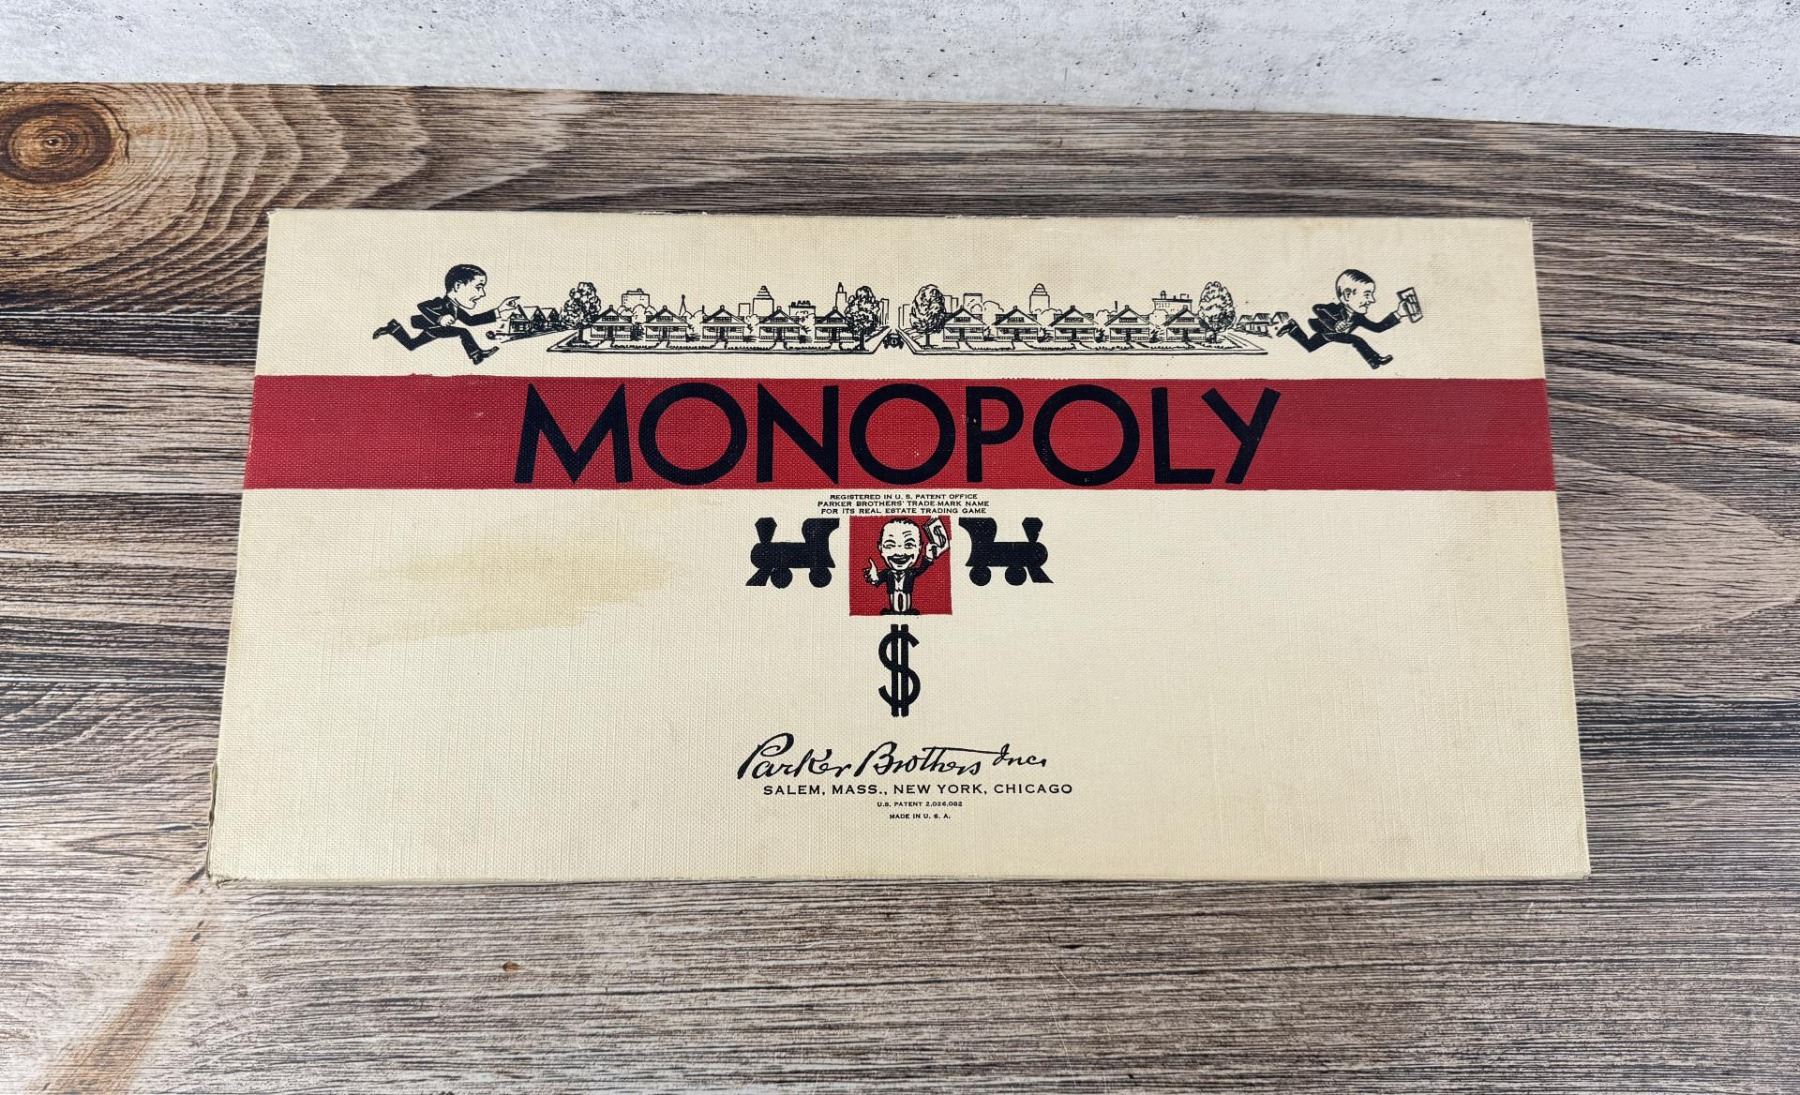 MONOPOLY
REGISTERED IN U. S. PATENT OFFICE
PARKER BROTHERS' TRADE-MARK NAME
FOR ITS REAL ESTATE TRADING GAME
$
$
Parker Brothers Inc.
SALEM, MASS., NEW YORK, CHICAGO
U.S. PATENT 2,026,082
MADE IN U. S. A.